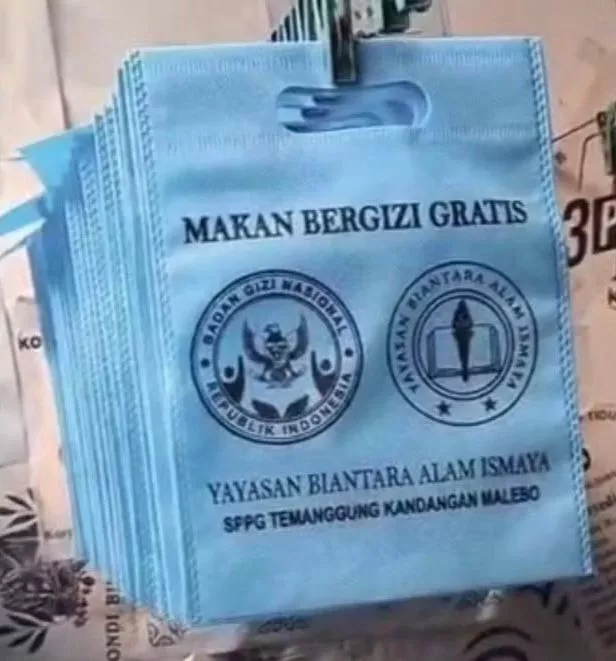 MAKAN BERGIZI GRATIS
BADAN GIZI NASIONAL
REPUBLIK INDONESIA
YAYASAN BIANTARA ALAM ISMAYA
YAYASAN BIANTARA ALAM ISMAYA
SPPG TEMANGGUNG KANDANGAN MALEBO